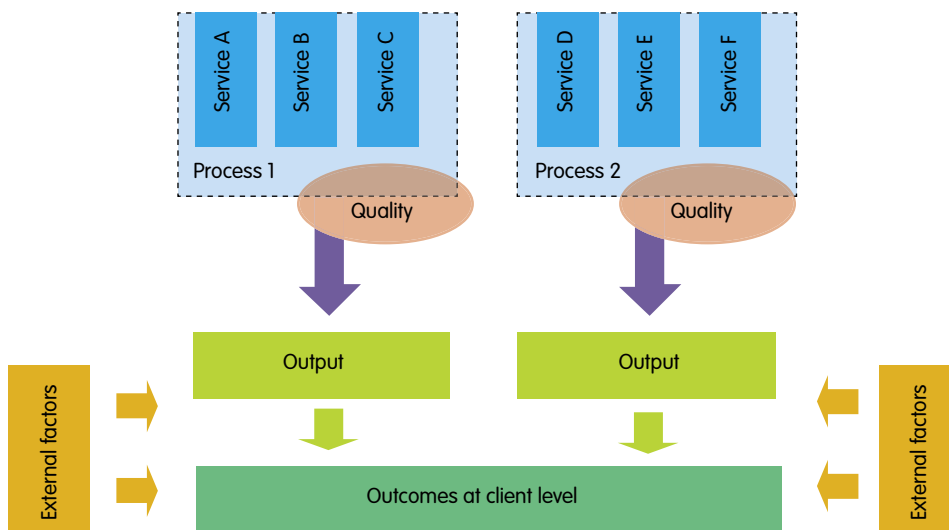 Service A
Service B
Service C
Process 1
Quality
Service D
Service E
Service F
Process 2
Quality
Output
Output
External factors
Outcomes at client level
External factors